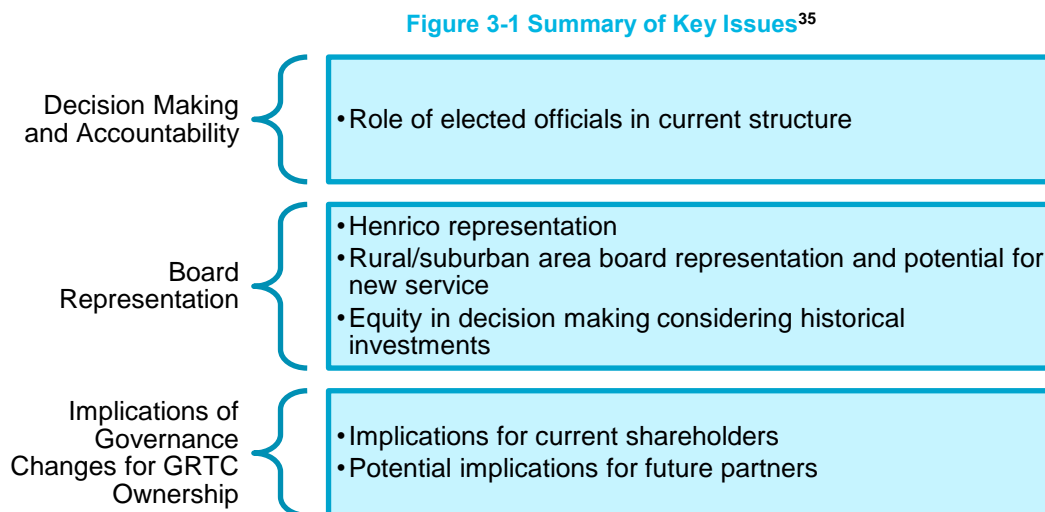 Figure 3-1 Summary of Key Issues35
Decision Making
and Accountability
•Role of elected officials in current structure
Board
Representation
•Henrico representation
•Rural/suburban area board representation and potential for
new service
•Equity in decision making considering historical
investments
Implications of
Governance
Changes for GRTC
Ownership
•Implications for current shareholders
•Potential implications for future partners